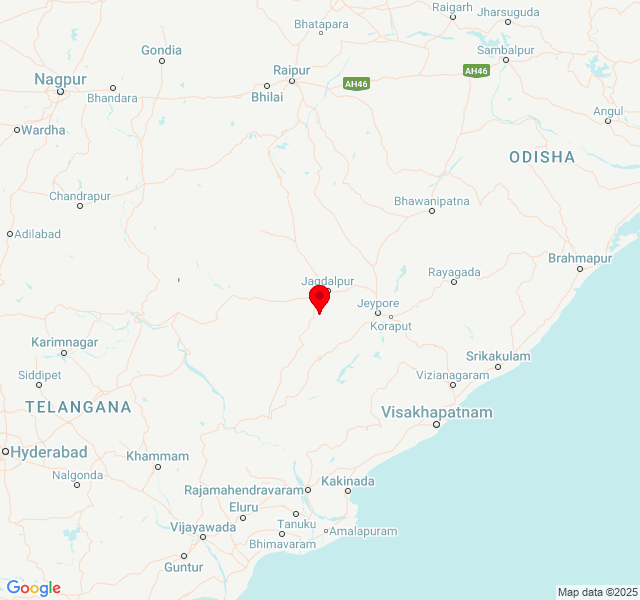 Raigarh
Jharsuguda
Bhatapara
Gondia
Sambalpur
Raipur
AH46
AH46
Nagpur
Bhilai
Bhandara
Angul
Wardha
ODISHA
Chandrapur
Bhawanipatna
Adilabad
Brahmapur
Rayagada
Jagdalpur
Jeypore
Koraput
Karimnagar
Srikakulam
Siddipet
Vizianagaram
TELANGANA
Visakhapatnam
Hyderabad
Khammam
Nalgonda
Kakinada
Rajamahendravaram
Eluru
Tanuku
Vijayawada
Amalapuram
Bhimavaram
Guntur
Google
Map data ©2025